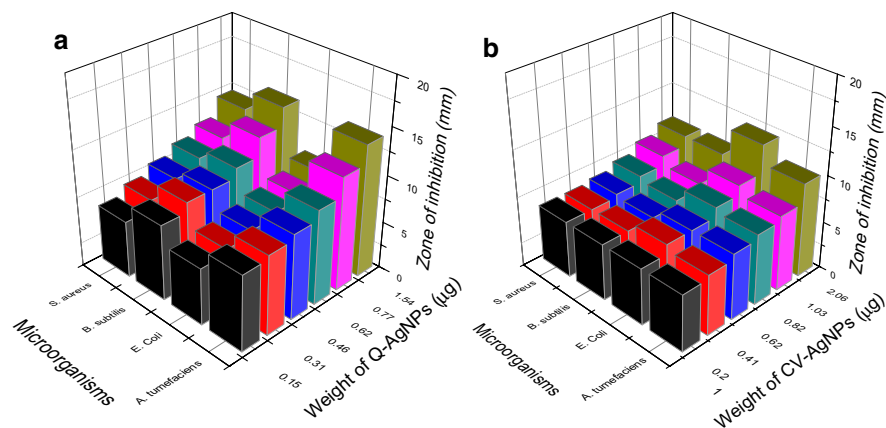 a
20
15
10
5
0
Zone of inhibition (mm)
S. aureus
B. subtilis
E. Coli
A. tumefaciens
Microorganisms
1.54
0.77
0.62
0.46
0.31
0.15
Weight of Q-AgNPs (µg)
b
20
15
10
5
0
Zone of inhibition (mm)
S. aureus
B. subtilis
E. Coli
A. tumefaciens
Microorganisms
2.06
1.03
0.82
0.62
0.41
0.2
1
Weight of CV-AgNPs (µg)